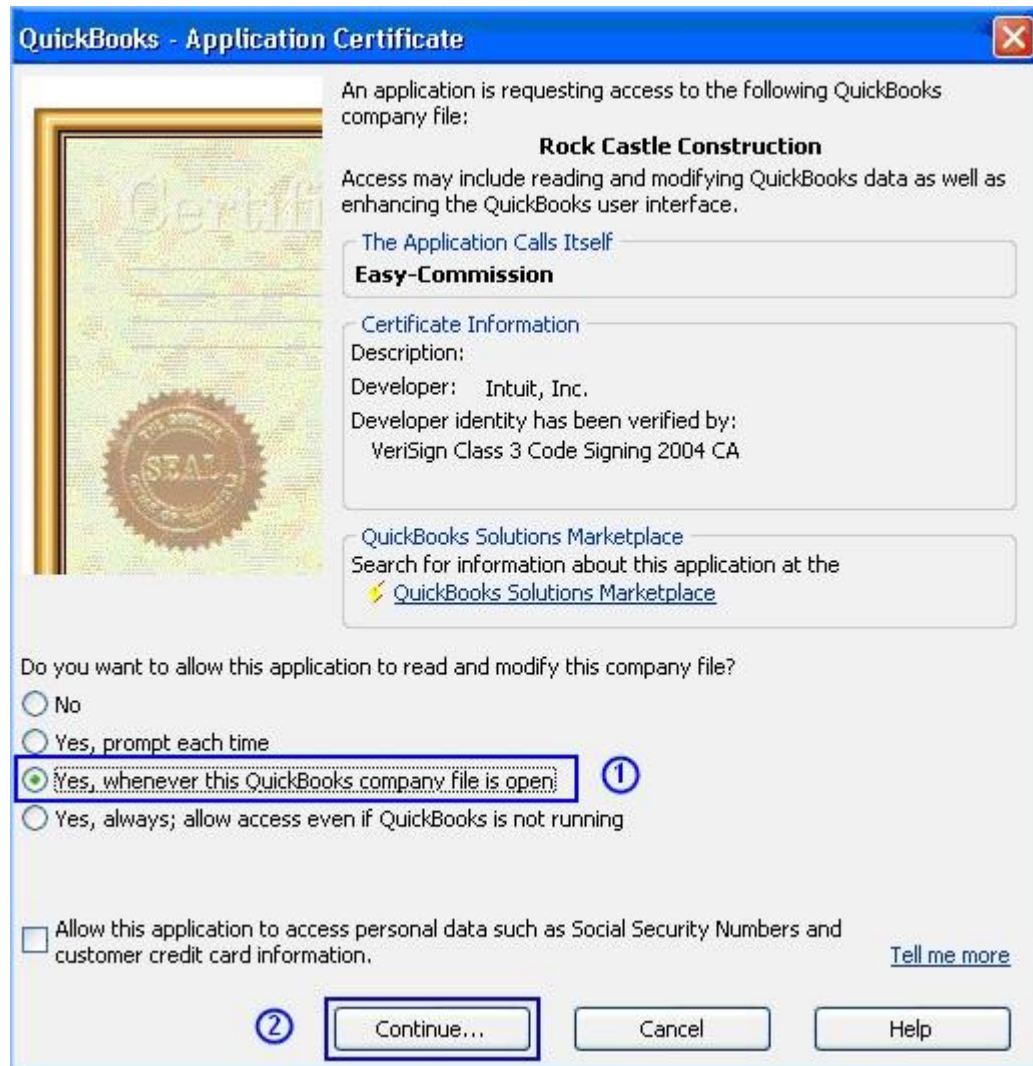 QuickBooks - Application Certificate
An application is requesting access to the following QuickBooks
company file:
Rock Castle Construction
Access may include reading and modifying QuickBooks data as well as
enhancing the QuickBooks user interface.
The Application Calls Itself
Easy-Commission
Certificate Information
Description:
Developer: Intuit, Inc.
Developer identity has been verified by:
VeriSign Class 3 Code Signing 2004 CA
QuickBooks Solutions Marketplace
Search for information about this application at the
QuickBooks Solutions Marketplace
Certifi
SEAL
Do you want to allow this application to read and modify this company file?
No
Yes, prompt each time
Yes, whenever this QuickBooks company file is open
1
Yes, always; allow access even if QuickBooks is not running
Allow this application to access personal data such as Social Security Numbers and
customer credit card information.
Tell me more
2
Continue...
Cancel
Help